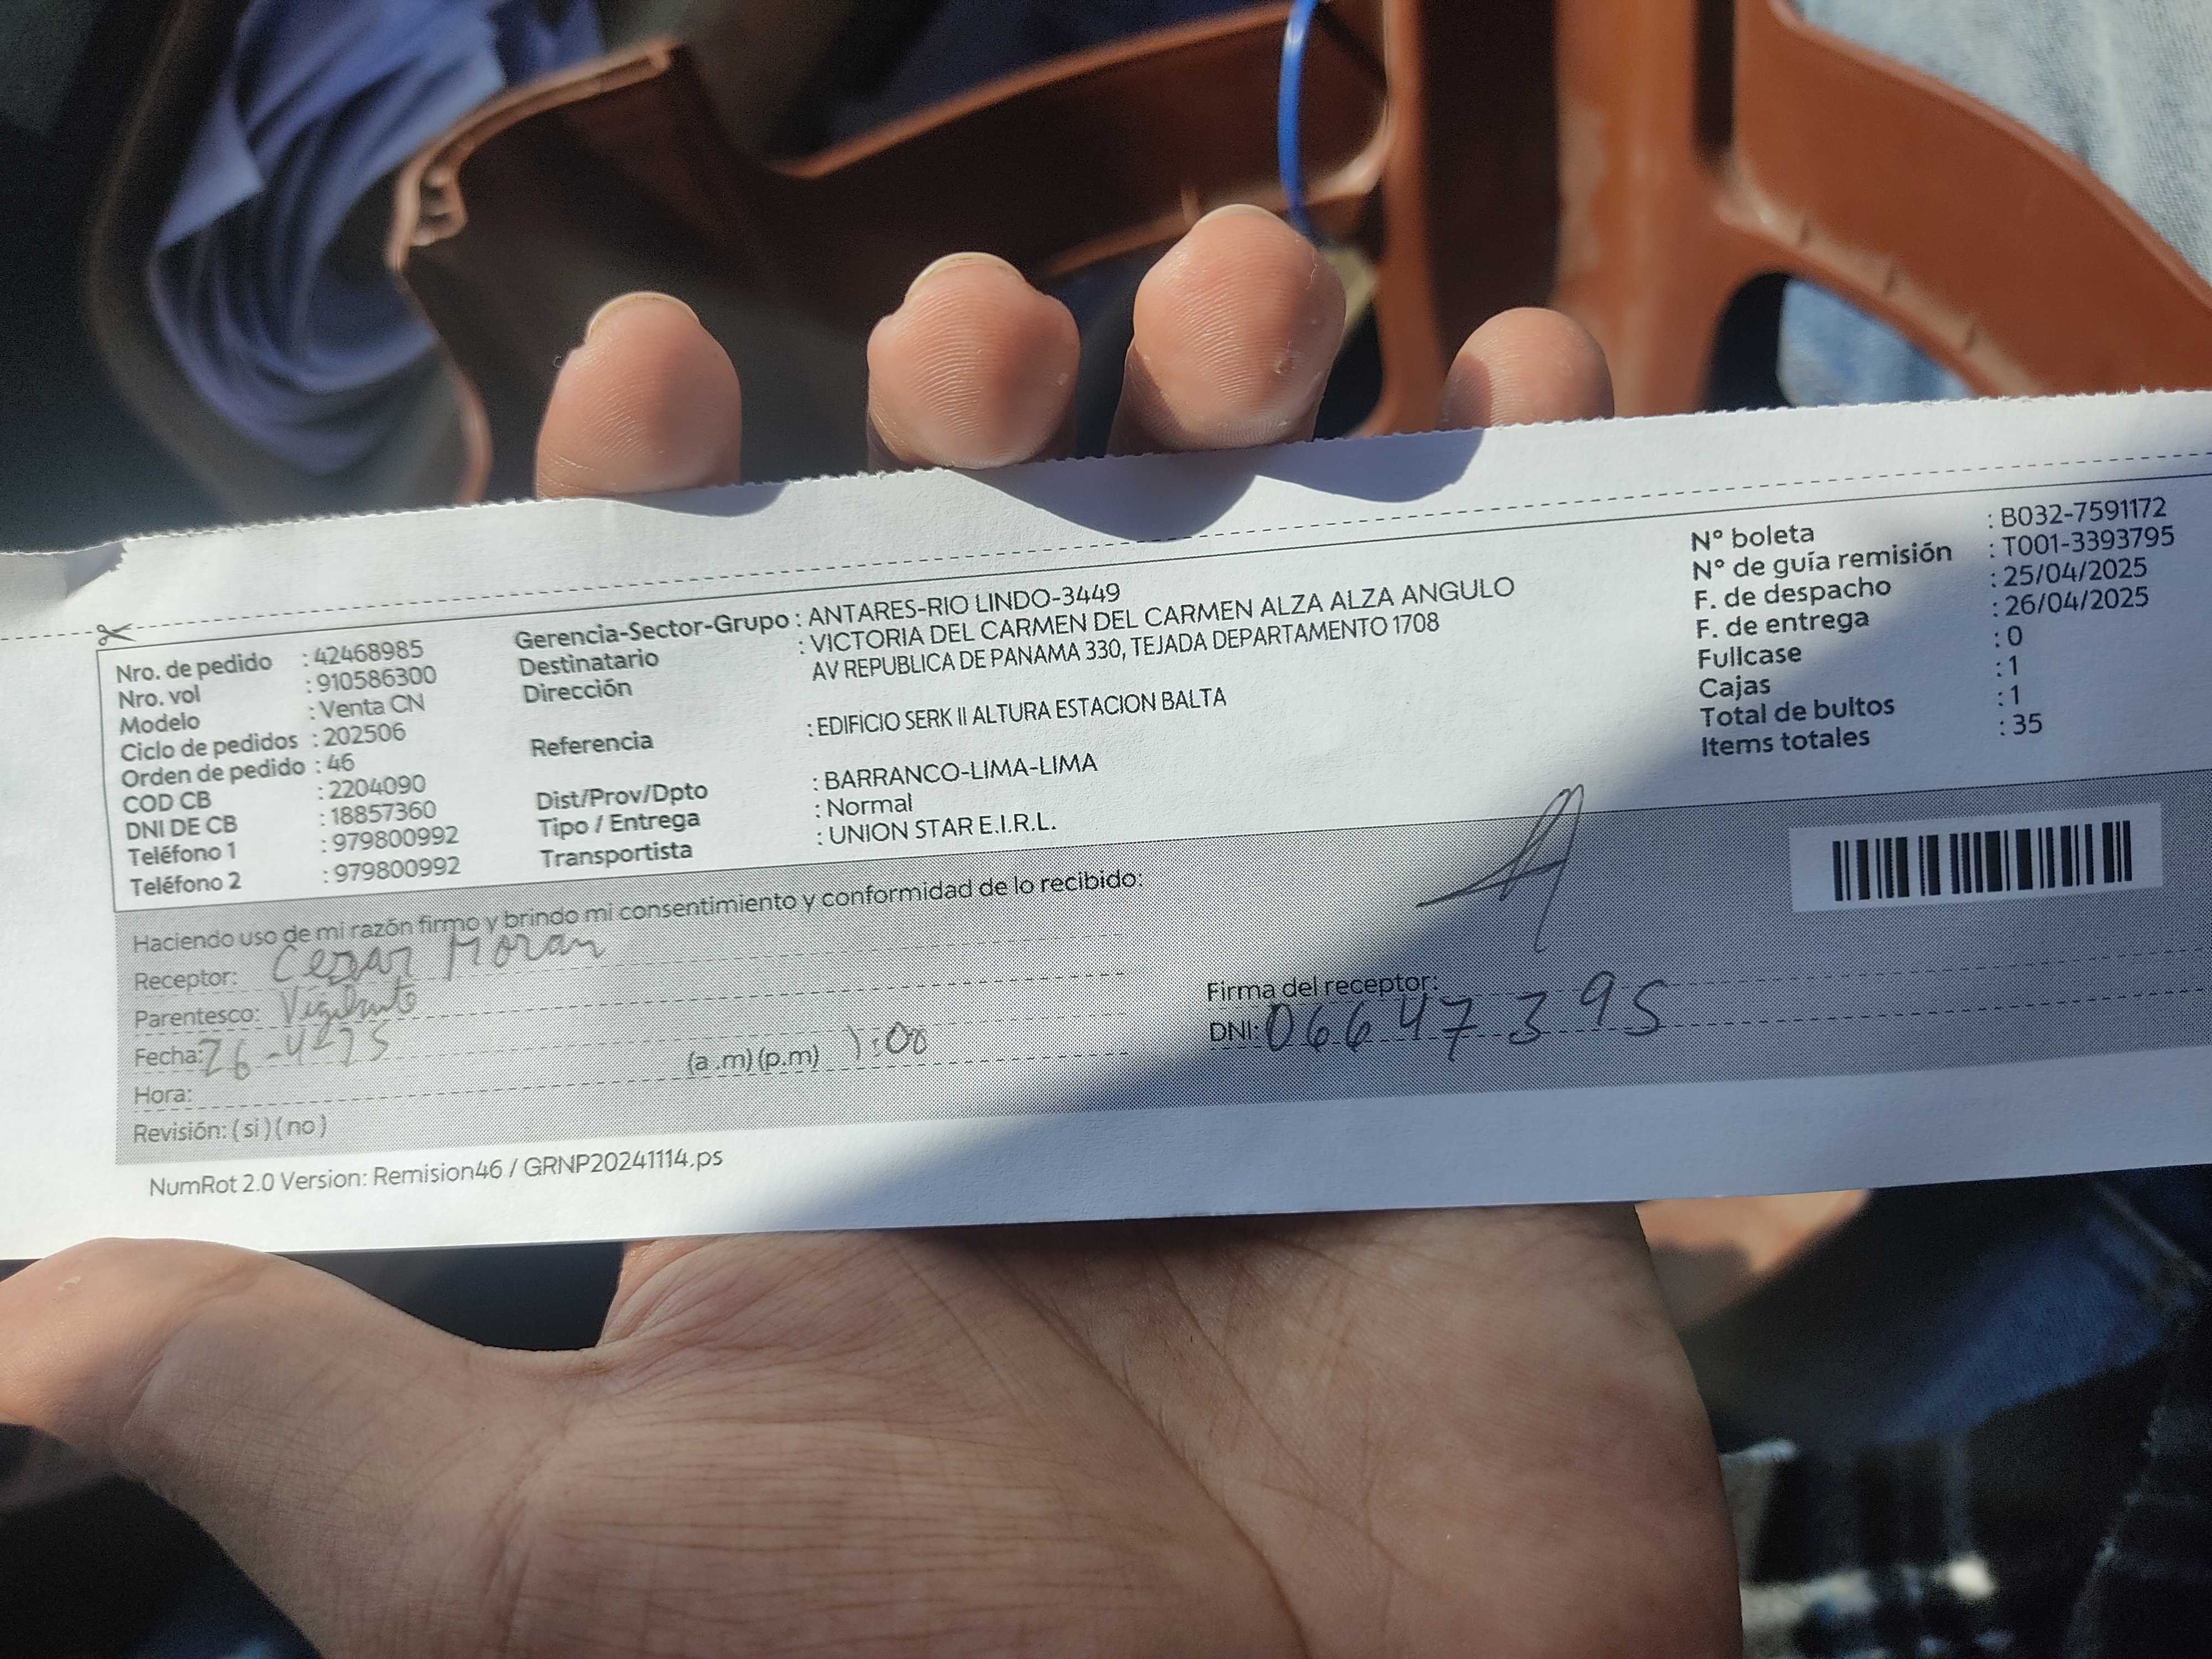 Nro. de pedido : 42468985
Nro. vol : 910586300
Modelo : Venta CN
Ciclo de pedidos : 202506
Orden de pedido : 46
COD CB : 2204090
DNI DE CB : 18857360
Teléfono 1 : 979800992
Teléfono 2 : 979800992
Gerencia-Sector-Grupo : ANTARES-RIO LINDO-3449
Destinatario : VICTORIA DEL CARMEN DEL CARMEN ALZA ALZA ANGULO
Dirección AV REPUBLICA DE PANAMA 330, TEJADA DEPARTAMENTO 1708
Referencia : EDIFICIO SERK II ALTURA ESTACION BALTA
Dist/Prov/Dpto : BARRANCO-LIMA-LIMA
Tipo / Entrega : Normal
Transportista : UNION STAR E.I.R.L.
N° boleta : B032-7591172
N° de guía remisión : T001-3393795
F. de despacho : 25/04/2025
F. de entrega : 26/04/2025
Fullcase : 0
Cajas : 1
Total de bultos : 1
Items totales : 35
Haciendo uso de mi razón firmo y brindo mi consentimiento y conformidad de lo recibido:
Receptor: Cesar Moran
Parentesco: Vigilante
Fecha: 26-4-25
Hora: (a .m) (p.m) 1:00
Revisión: ( si ) ( no )
Firma del receptor:
DNI: 06647395
NumRot 2.0 Version: Remision46 / GRNP20241114.ps